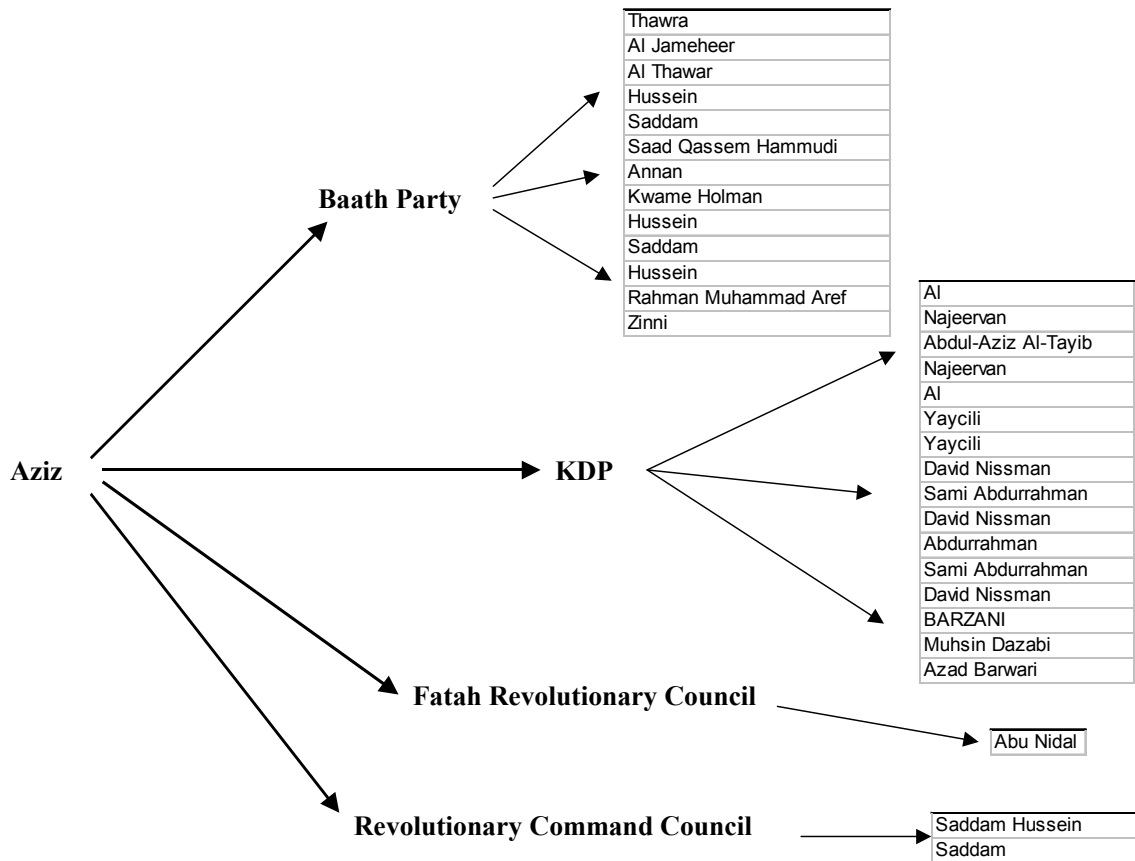 Thawra
Al Jameheer
Al Thawar
Hussein
Saddam
Saad Qassem Hammudi
Annan
Kwame Holman
Hussein
Saddam
Hussein
Rahman Muhammad Aref
Zinni
Baath Party
Al
Najeervan
Abdul-Aziz Al-Tayib
Najeervan
Al
Yaycili
Yaycili
David Nissman
Sami Abdurrahman
David Nissman
Abdurrahman
Sami Abdurrahman
David Nissman
BARZANI
Muhsin Dazabi
Azad Barwari
Aziz
KDP
Fatah Revolutionary Council
Abu Nidal
Revolutionary Command Council
Saddam Hussein
Saddam